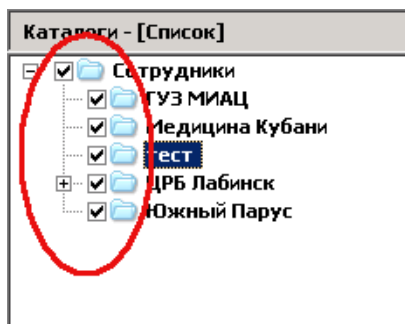 Каталоги - [Список]
Сотрудники
ГУЗ МИАЦ
Медицина Кубани
тест
ЦРБ Лабинск
Южный Парус